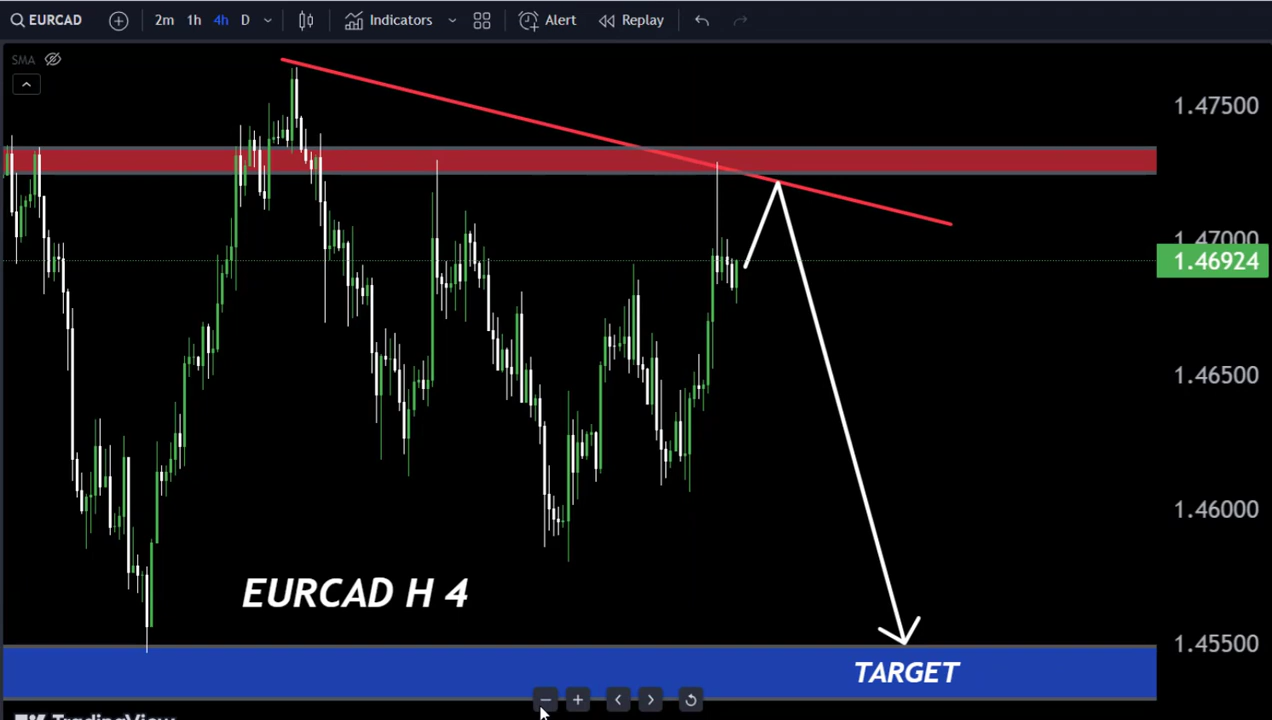 EURCAD 2m 1h 4h D Indicators Alert Replay
SMA
1.47500
1.47000
1.46924
1.46500
1.46000
EURCAD H 4
1.45500
TARGET
TradingView